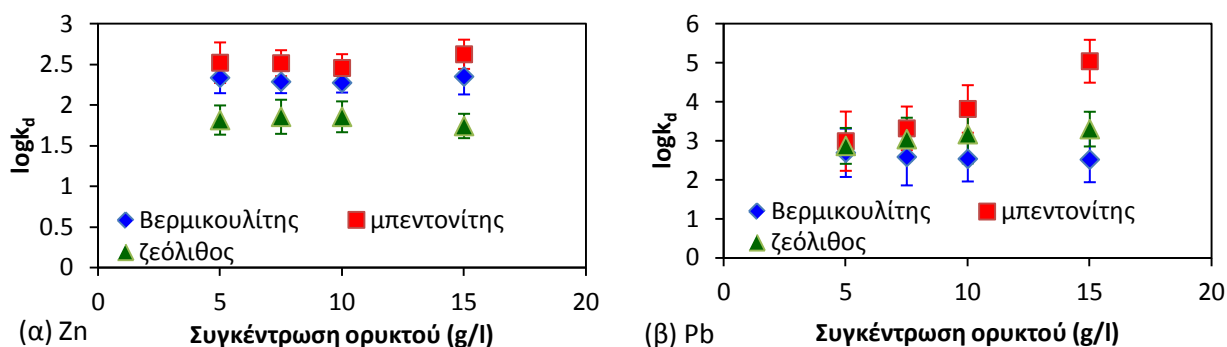 3
2.5
2
1.5
1
0.5
0
logk_d
Βερμικουλίτης
μπεντονίτης
ζεόλιθος
0 5 10 15 20
(α) Zn
Συγκέντρωση ορυκτού (g/l)
6
5
4
3
2
1
0
logk_d
Βερμικουλίτης
μπεντονίτης
ζεόλιθος
0 5 10 15 20
(β) Pb
Συγκέντρωση ορυκτού (g/l)